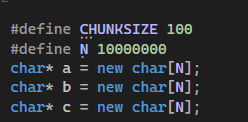 #define CHUNKSIZE 100
#define N 10000000
char* a = new char[N];
char* b = new char[N];
char* c = new char[N];